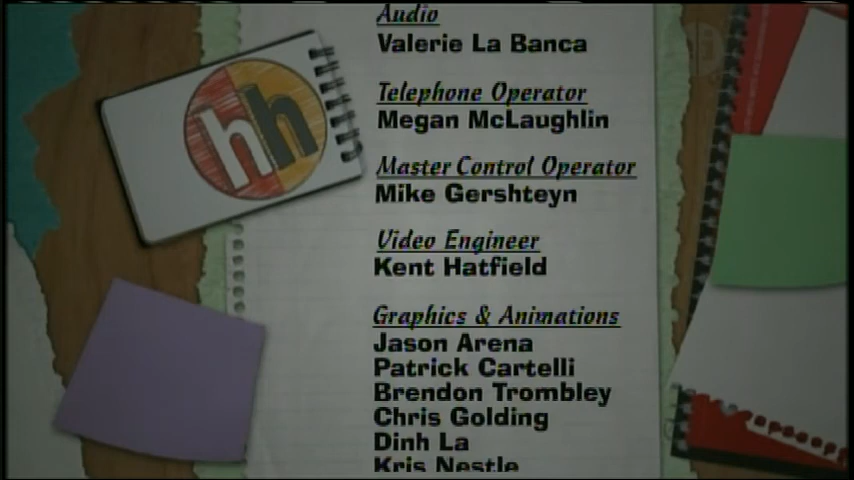 Audio
Valerie La Banca
Telephone Operator
Megan McLaughlin
Master Control Operator
Mike Gershteyn
Video Engineer
Kent Hatfield
Graphics & Animations
Jason Arena
Patrick Cartelli
Brendon Trombley
Chris Golding
Dinh La
Kris Nestle
hh